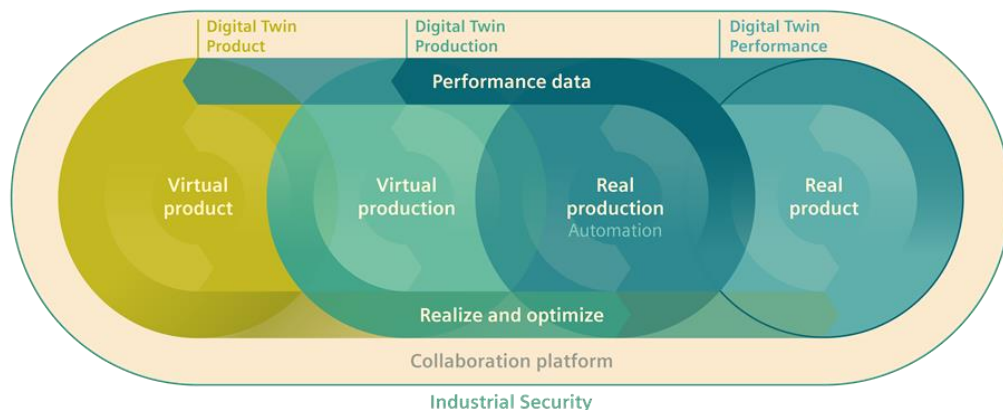 Digital Twin
Product
Digital Twin
Production
Digital Twin
Performance
Performance data
Virtual
product
Virtual
production
Real
production
Automation
Real
product
Realize and optimize
Collaboration platform
Industrial Security